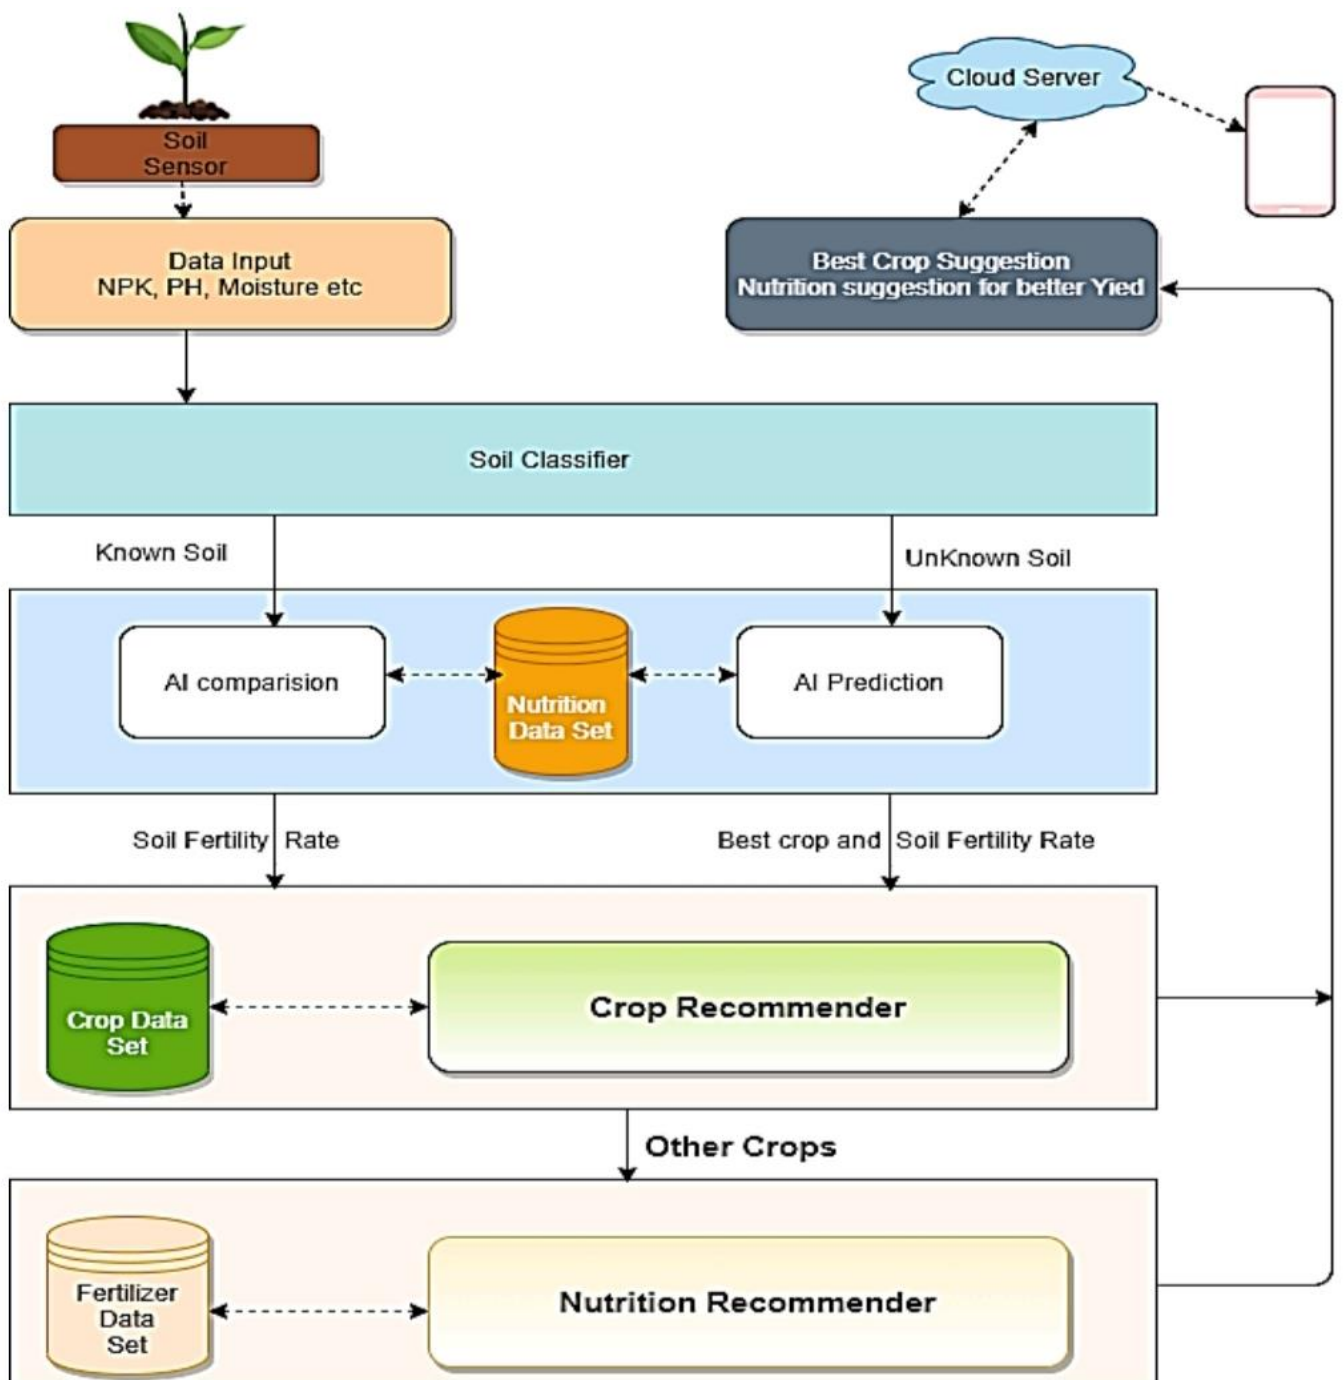 Soil
Sensor
Cloud Server
Data Input
NPK, PH, Moisture etc
Best Crop Suggestion
Nutrition suggestion for better Yied
Soil Classifier
Known Soil
UnKnown Soil
AI comparision
Nutrition
Data Set
AI Prediction
Soil Fertility Rate
Best crop and Soil Fertility Rate
Crop Data
Set
Crop Recommender
Other Crops
Fertilizer
Data
Set
Nutrition Recommender